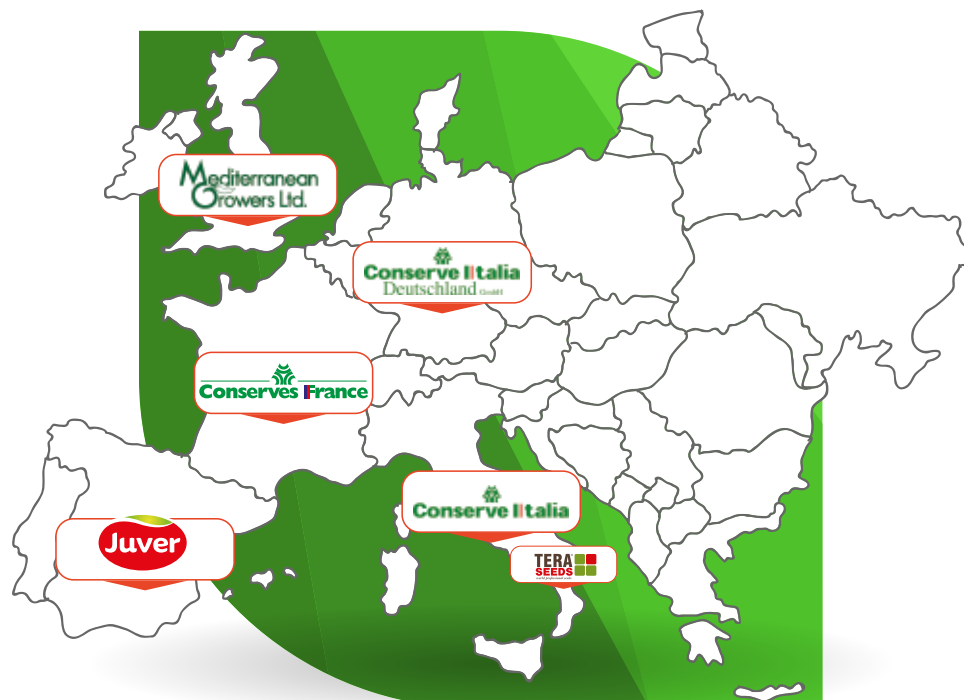 Mediterranean
Growers Ltd.
Conserve Italia
Deutschland GmbH
Conserves France
Conserve Italia
Juver
TERA
SEEDS